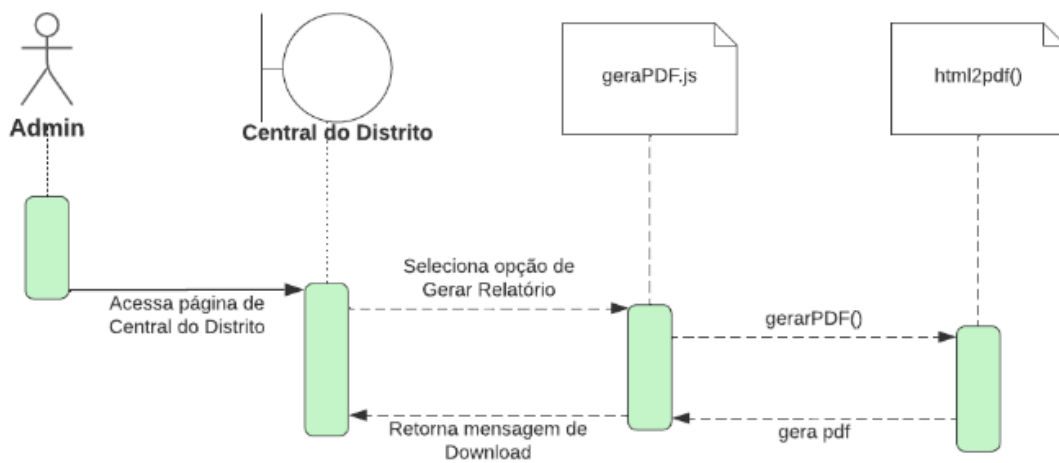 geraPDF.js
html2pdf()
Admin
Central do Distrito
Seleciona opção de
Gerar Relatório
Acessa página de
Central do Distrito
gerarPDF()
Retorna mensagem de
Download
gera pdf